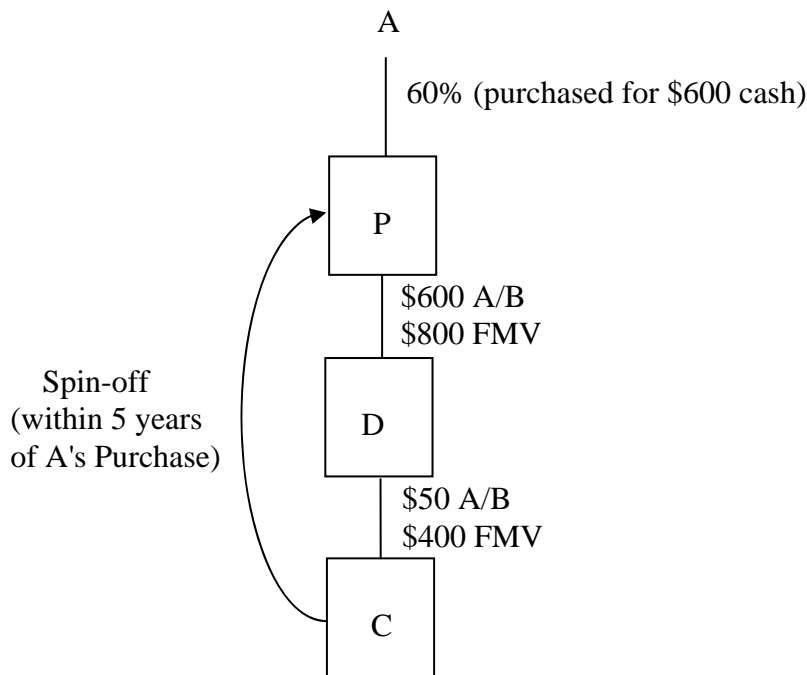 A
60% (purchased for $600 cash)
P
$600 A/B
$800 FMV
Spin-off
(within 5 years
of A's Purchase)
D
$50 A/B
$400 FMV
C